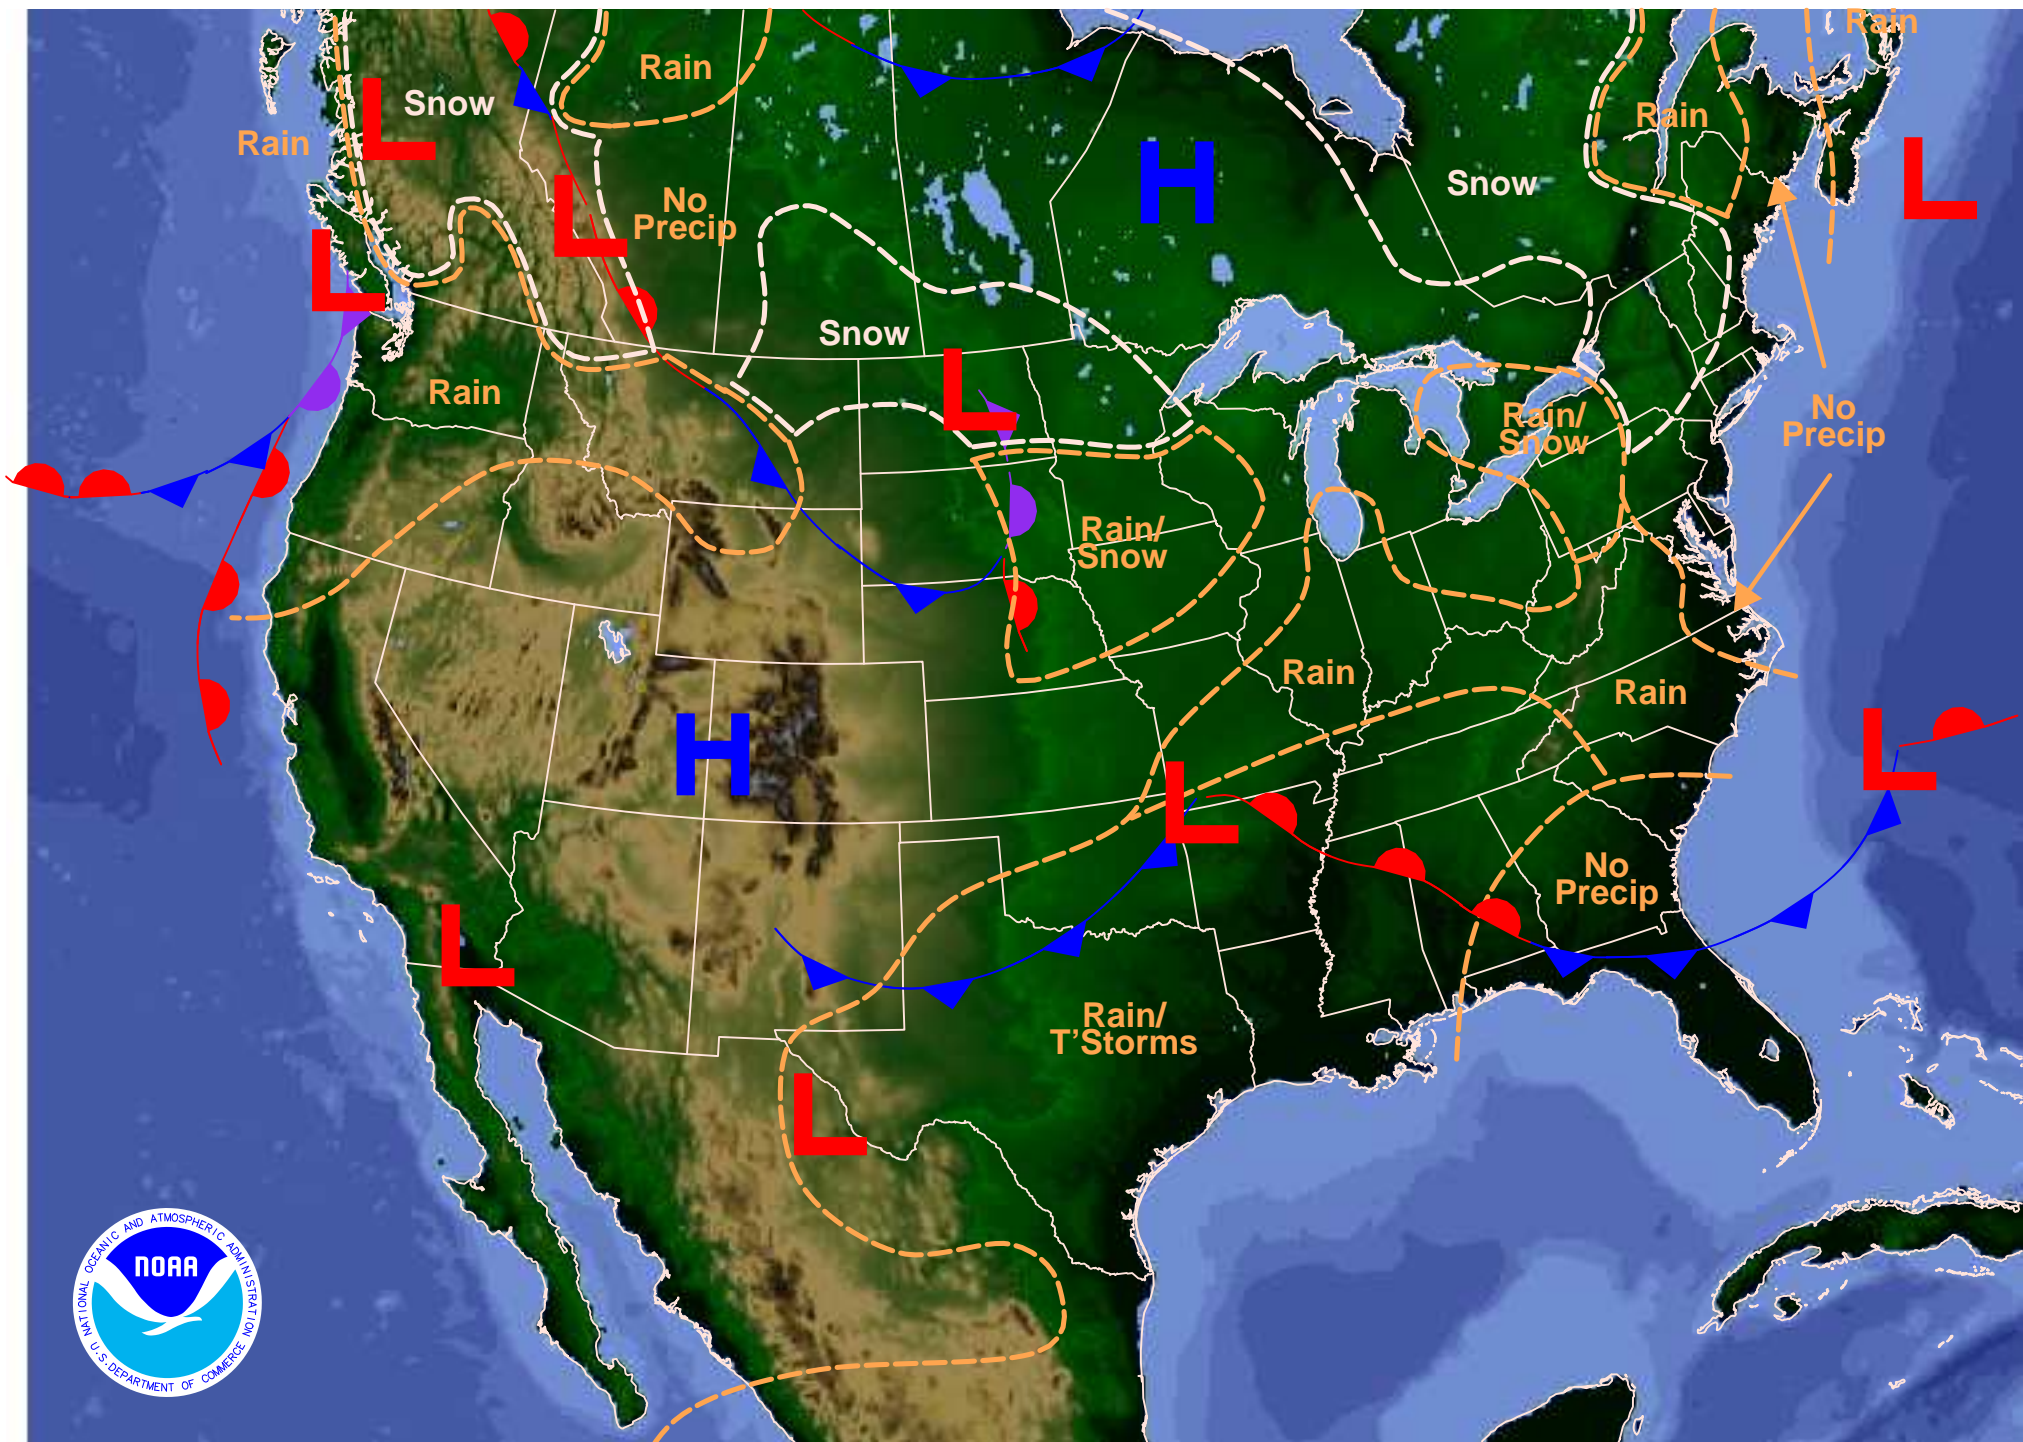 Rain
Rain
Snow
Rain
Rain
No
Precip
Snow
H
L
L
L
L
Snow
Rain
L
No
Precip
Rain/
Snow
Rain/
Snow
Rain
Rain
H
L
L
No
Precip
L
Rain/
T'Storms
L
NATIONAL OCEANIC AND ATMOSPHERIC ADMINISTRATION
NOAA
U.S. DEPARTMENT OF COMMERCE